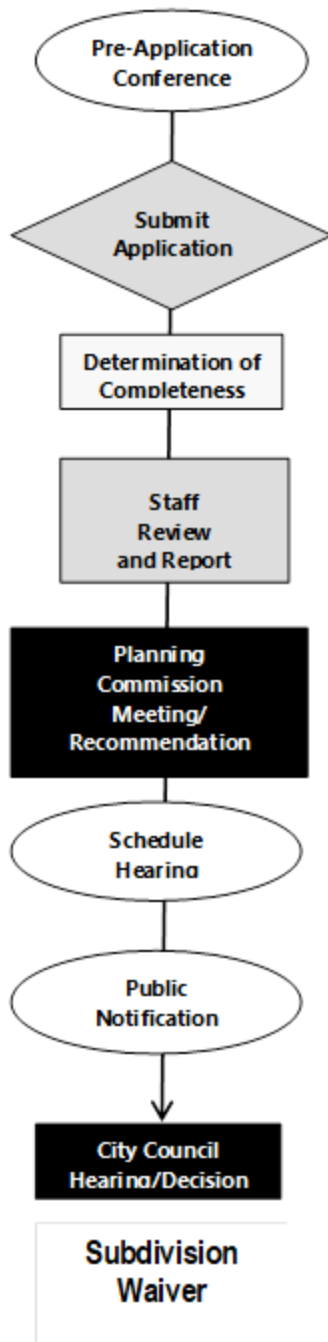 Pre-Application
Conference
Submit
Application
Determination of
Completeness
Staff
Review
and Report
Planning
Commission
Meeting/
Recommendation
Schedule
Hearing
Public
Notification
City Council
Hearing/Decision
Subdivision
Waiver